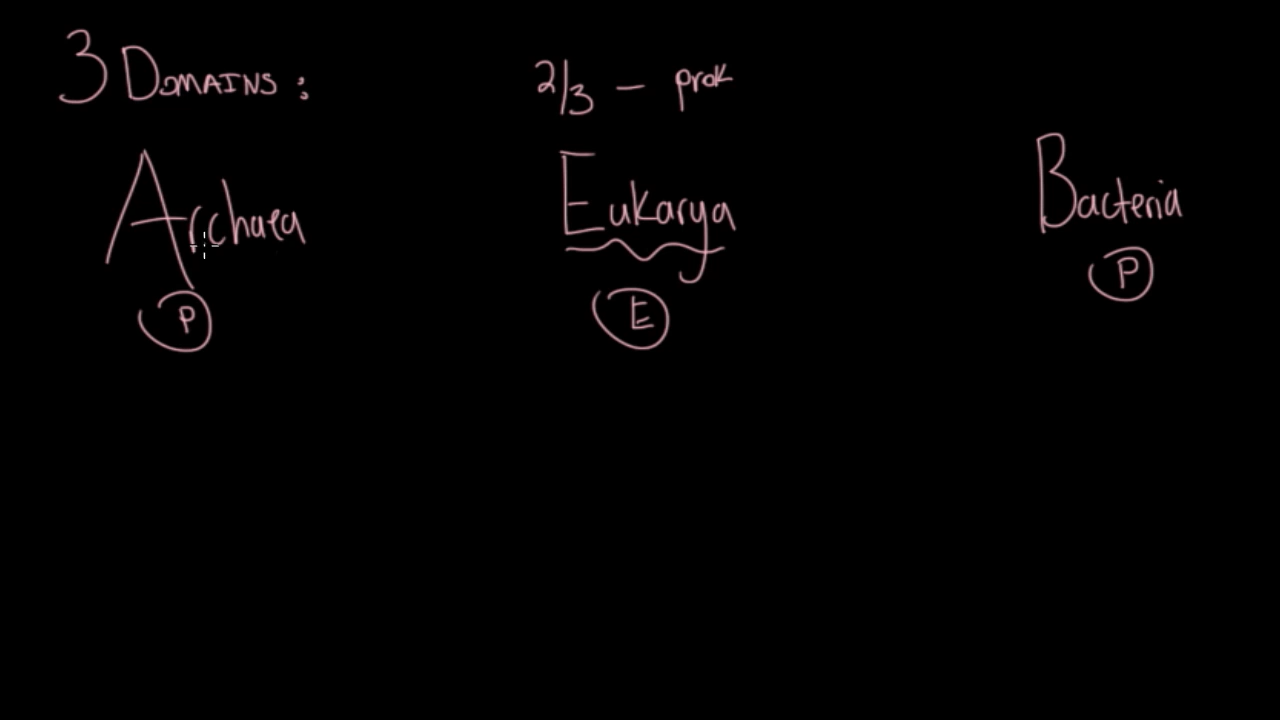 3 DOMAINS :
2/3 — prok
Archaea
Eukarya
Bacteria
P
E
P